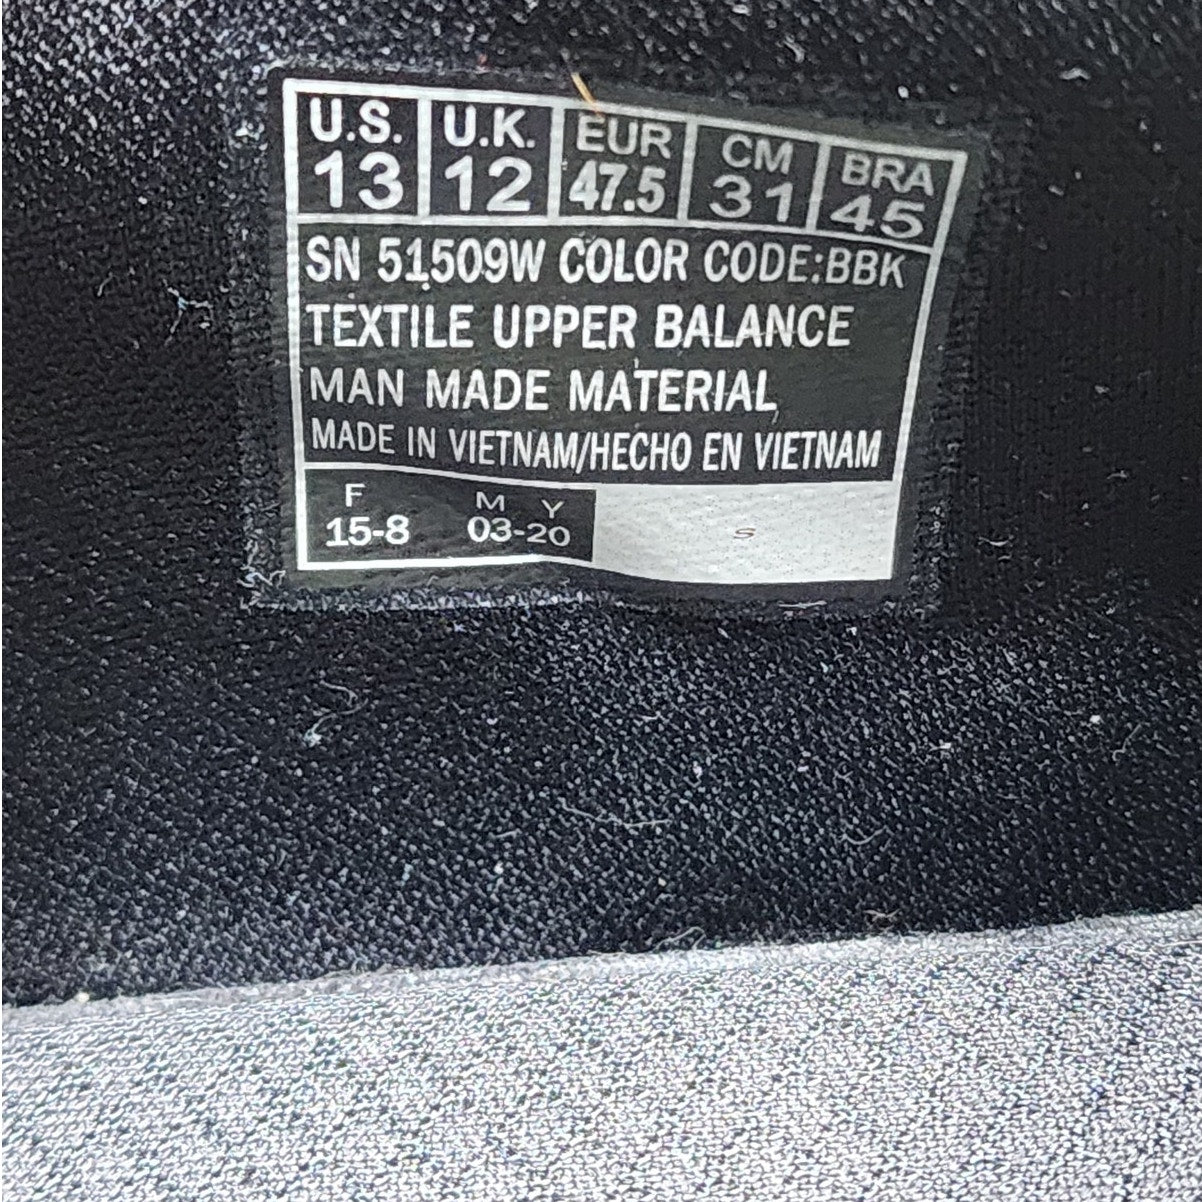 U.S. U.K. EUR CM BRA
13 12 47.5 31 45
SN 51509W COLOR CODE:BBK
TEXTILE UPPER BALANCE
MAN MADE MATERIAL
MADE IN VIETNAM/HECHO EN VIETNAM
F M Y
15-8 03-20
S